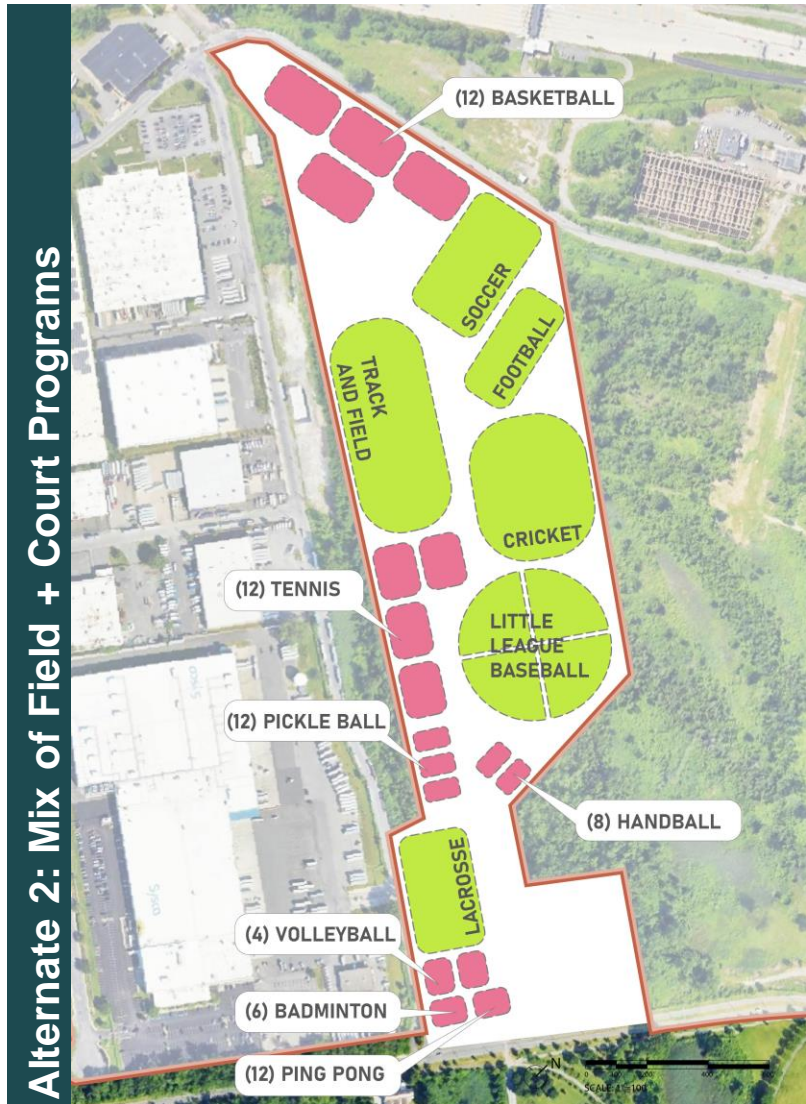 Alternate 2: Mix of Field + Court Programs
(12) BASKETBALL
SOCCER
FOOTBALL
TRACK
AND FIELD
CRICKET
(12) TENNIS
LITTLE
LEAGUE
BASEBALL
(12) PICKLE BALL
(8) HANDBALL
LACROSSE
(4) VOLLEYBALL
(6) BADMINTON
(12) PING PONG
N
SYSCO